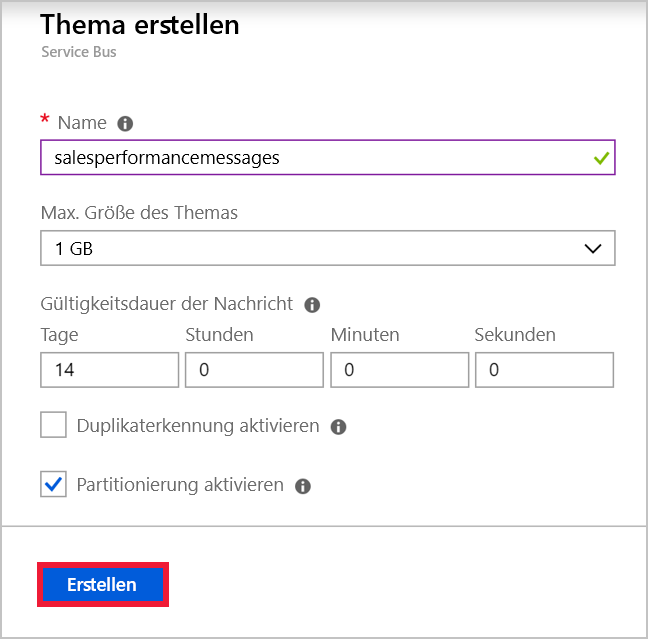 Thema erstellen
Service Bus
* Name
salesperformancemessages
Max. Größe des Themas
1 GB
Gültigkeitsdauer der Nachricht
Tage Stunden Minuten Sekunden
14 0 0 0
Duplikaterkennung aktivieren
Partitionierung aktivieren
Erstellen